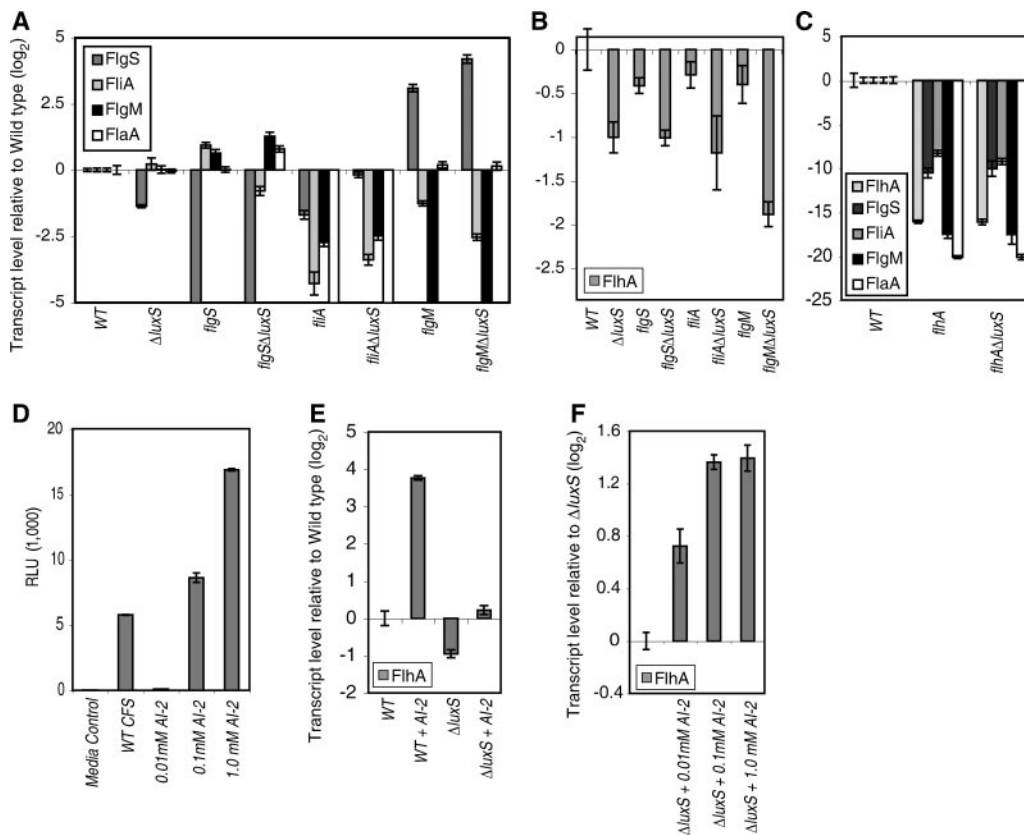 A
Transcript level relative to Wild type (log2)
5
2.5
0
-2.5
-5
FlgS
FliA
FlgM
FlaA
WT
ΔluxS
flgS
flgSΔluxS
fliA
fliAΔluxS
flgM
flgMΔluxS
B
0
-0.5
-1
-1.5
-2
-2.5
FlhA
WT
ΔluxS
flgS
flgSΔluxS
fliA
fliAΔluxS
flgM
flgMΔluxS
C
5
0
-5
-10
-15
-20
-25
FlhA
FlgS
FliA
FlgM
FlaA
WT
flhA
flhAΔluxS
D
RLU (1,000)
20
15
10
5
0
Media Control
WT CFS
0.01mM AI-2
0.1mM AI-2
1.0 mM AI-2
E
Transcript level relative to Wild type (log2)
5
4
3
2
1
0
-1
-2
FlhA
WT
WT + AI-2
ΔluxS
ΔluxS + AI-2
F
Transcript level relative to ΔluxS (log2)
1.6
1.2
0.8
0.4
0
-0.4
FlhA
ΔluxS + 0.01mM AI-2
ΔluxS + 0.1mM AI-2
ΔluxS + 1.0 mM AI-2